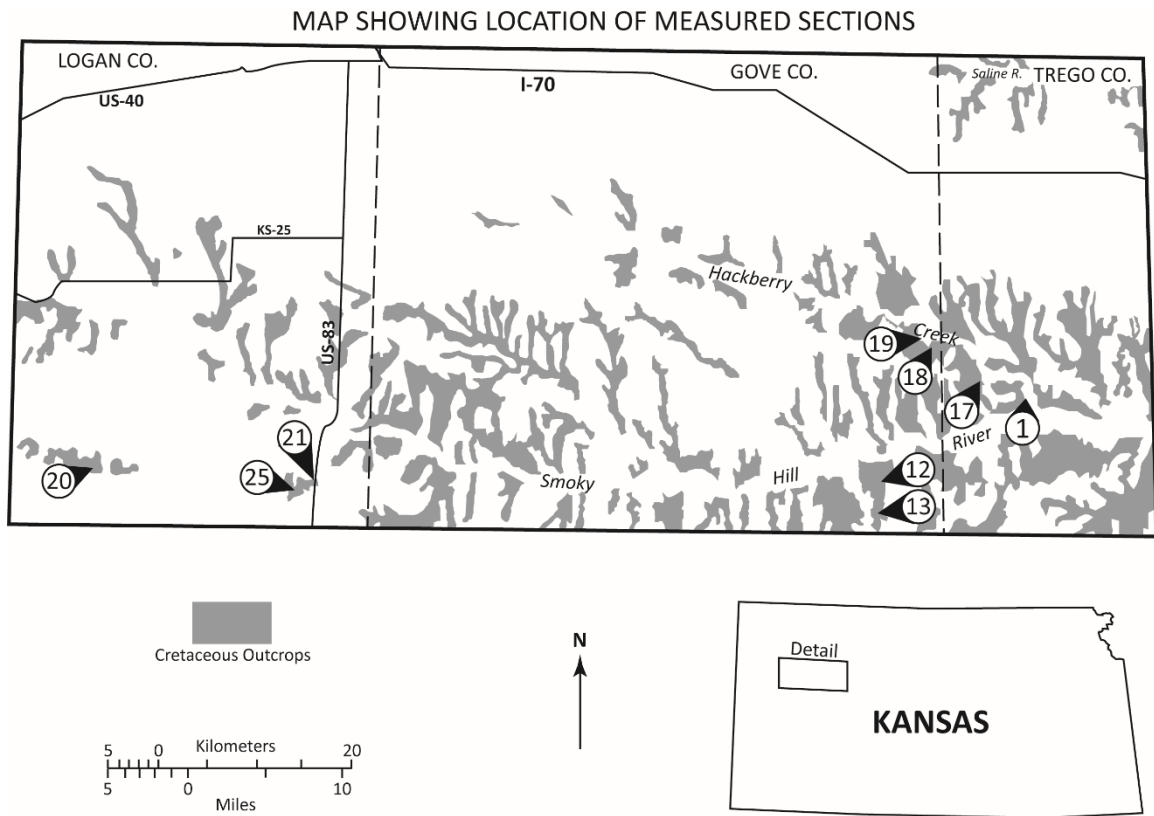 MAP SHOWING LOCATION OF MEASURED SECTIONS
LOGAN CO.
GOVE CO.
Saline R.
TREGO CO.
US-40
I-70
KS-25
Hackberry
Creek
US-83
19
18
17
1
River
21
20
25
Smoky
Hill
12
13
Cretaceous Outcrops
N
Detail
KANSAS
5 0 Kilometers 20
5 0 10
Miles